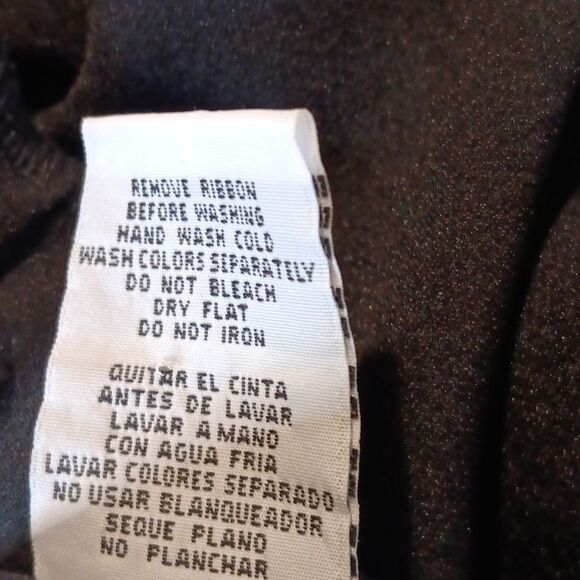 REMOVE RIBBON
BEFORE WASHING
HAND WASH COLD
WASH COLORS SEPARATELY
DO NOT BLEACH
DRY FLAT
DO NOT IRON
QUITAR EL CINTA
ANTES DE LAVAR
LAVAR A MANO
CON AGUA FRIA
LAVAR COLORES SEPARADO
NO USAR BLANQUEADOR
SEQUE PLANO
NO PLANCHAR